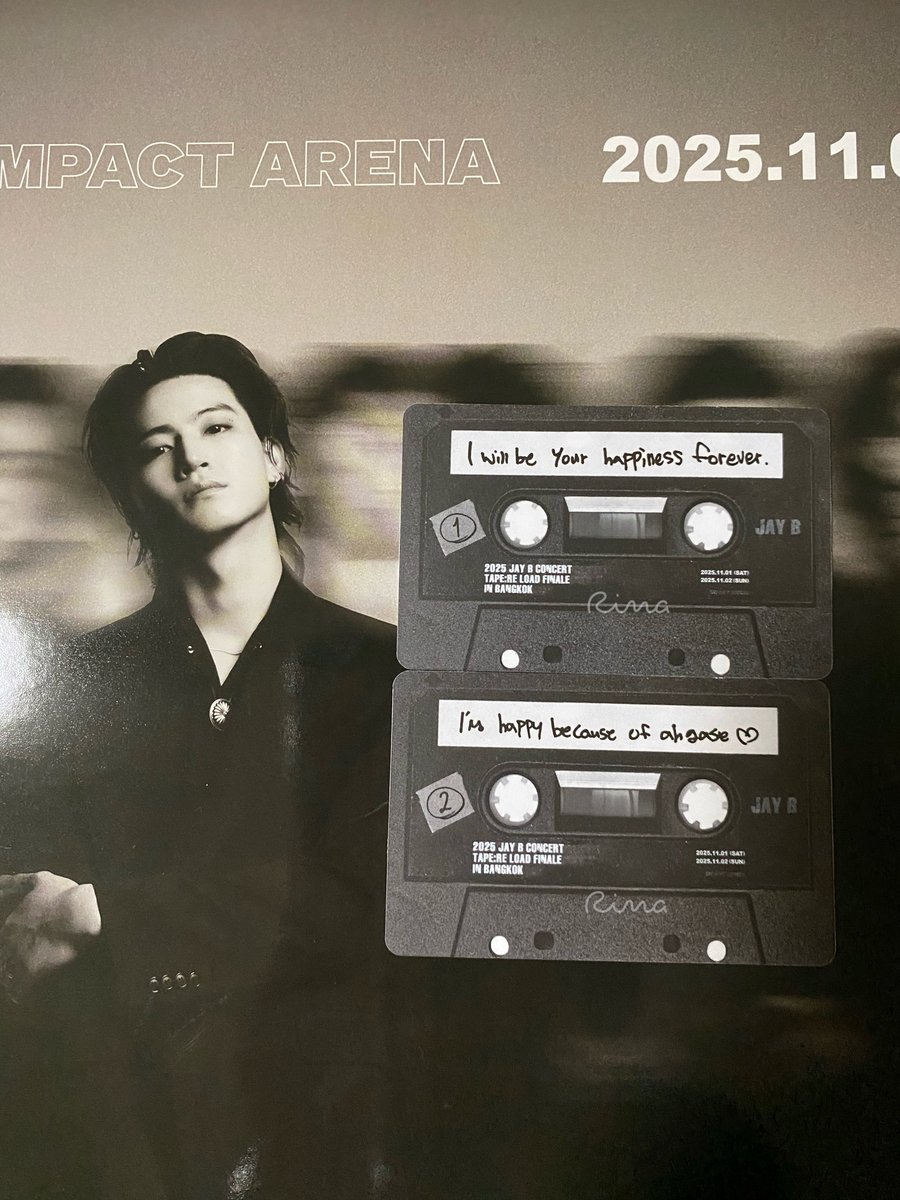 MPACT ARENA 2025.11.0
I will be your happiness forever.
1
JAY B
2025 JAY B CONCERT
TAPE:RE LOAD FINALE
IN BANGKOK
2025.11.01 (SAT)
2025.11.02 (SUN)
Rirra
I'm happy because of ahgase ♡
2
JAY B
2025 JAY B CONCERT
TAPE:RE LOAD FINALE
IN BANGKOK
2025.11.01 (SAT)
2025.11.02 (SUN)
Rirra